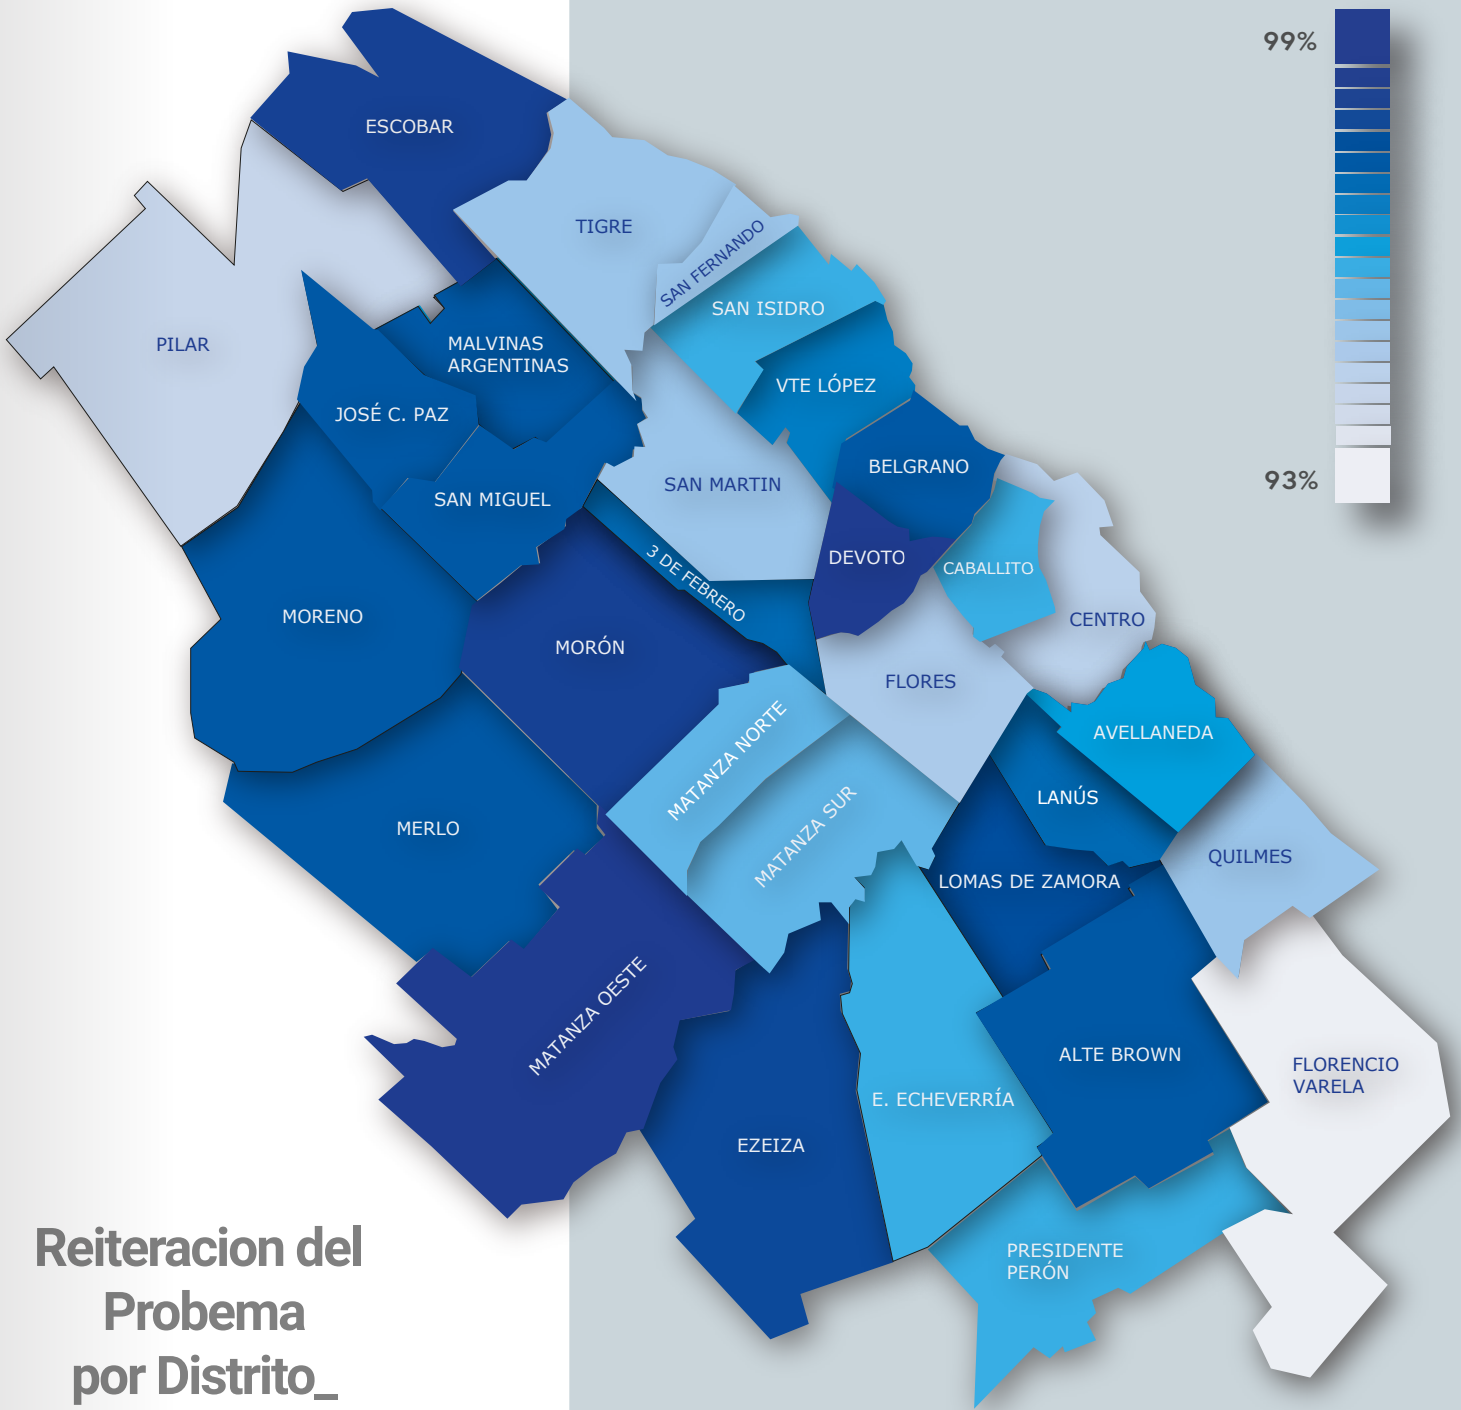 99%
ESCOBAR
TIGRE
SAN FERNANDO
SAN ISIDRO
PILAR
MALVINAS
ARGENTINAS
VTE LÓPEZ
JOSÉ C. PAZ
BELGRANO
93%
SAN MARTIN
SAN MIGUEL
DEVOTO
CABALLITO
3 DE FEBRERO
MORENO
CENTRO
MORÓN
FLORES
AVELLANEDA
MATANZA NORTE
LANÚS
MERLO
MATANZA SUR
QUILMES
LOMAS DE ZAMORA
MATANZA OESTE
ALTE BROWN
FLORENCIO
VARELA
E. ECHEVERRÍA
EZEIZA
PRESIDENTE
PERÓN
Reiteracion del
Probema
por Distrito_